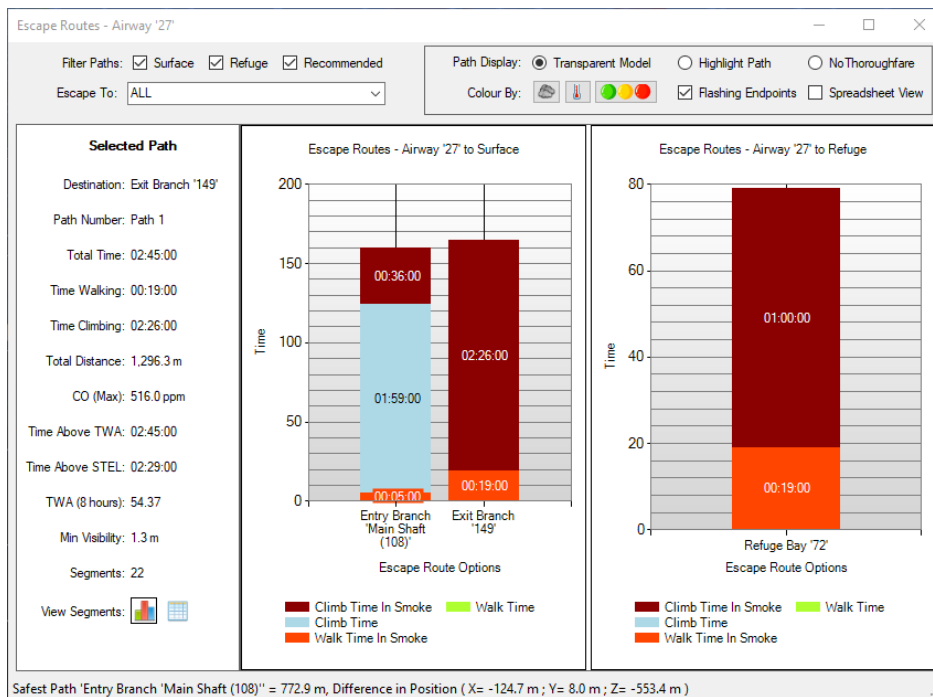 Escape Routes - Airway '27'
Filter Paths: Surface Refuge Recommended
Escape To: ALL
Path Display: Transparent Model Highlight Path NoThoroughfare
Colour By: Flashing Endpoints Spreadsheet View
Selected Path
Destination: Exit Branch '149'
Path Number: Path 1
Total Time: 02:45:00
Time Walking: 00:19:00
Time Climbing: 02:26:00
Total Distance: 1,296.3 m
CO (Max): 516.0 ppm
Time Above TWA: 02:45:00
Time Above STEL: 02:29:00
TWA (8 hours): 54.37
Min Visibility: 1.3 m
Segments: 22
View Segments:
Escape Routes - Airway '27' to Surface
200
150
100
50
0
Time
00:36:00
01:59:00
00:05:00
02:26:00
00:19:00
Entry Branch
'Main Shaft
(108)'
Exit Branch
'149'
Escape Route Options
Climb Time In Smoke Walk Time
Climb Time
Walk Time In Smoke
Escape Routes - Airway '27' to Refuge
80
60
40
20
0
Time
01:00:00
00:19:00
Refuge Bay '72'
Escape Route Options
Climb Time In Smoke Walk Time
Climb Time
Walk Time In Smoke
Safest Path 'Entry Branch 'Main Shaft (108)'' = 772.9 m, Difference in Position ( X= -124.7 m ; Y= 8.0 m ; Z= -553.4 m )